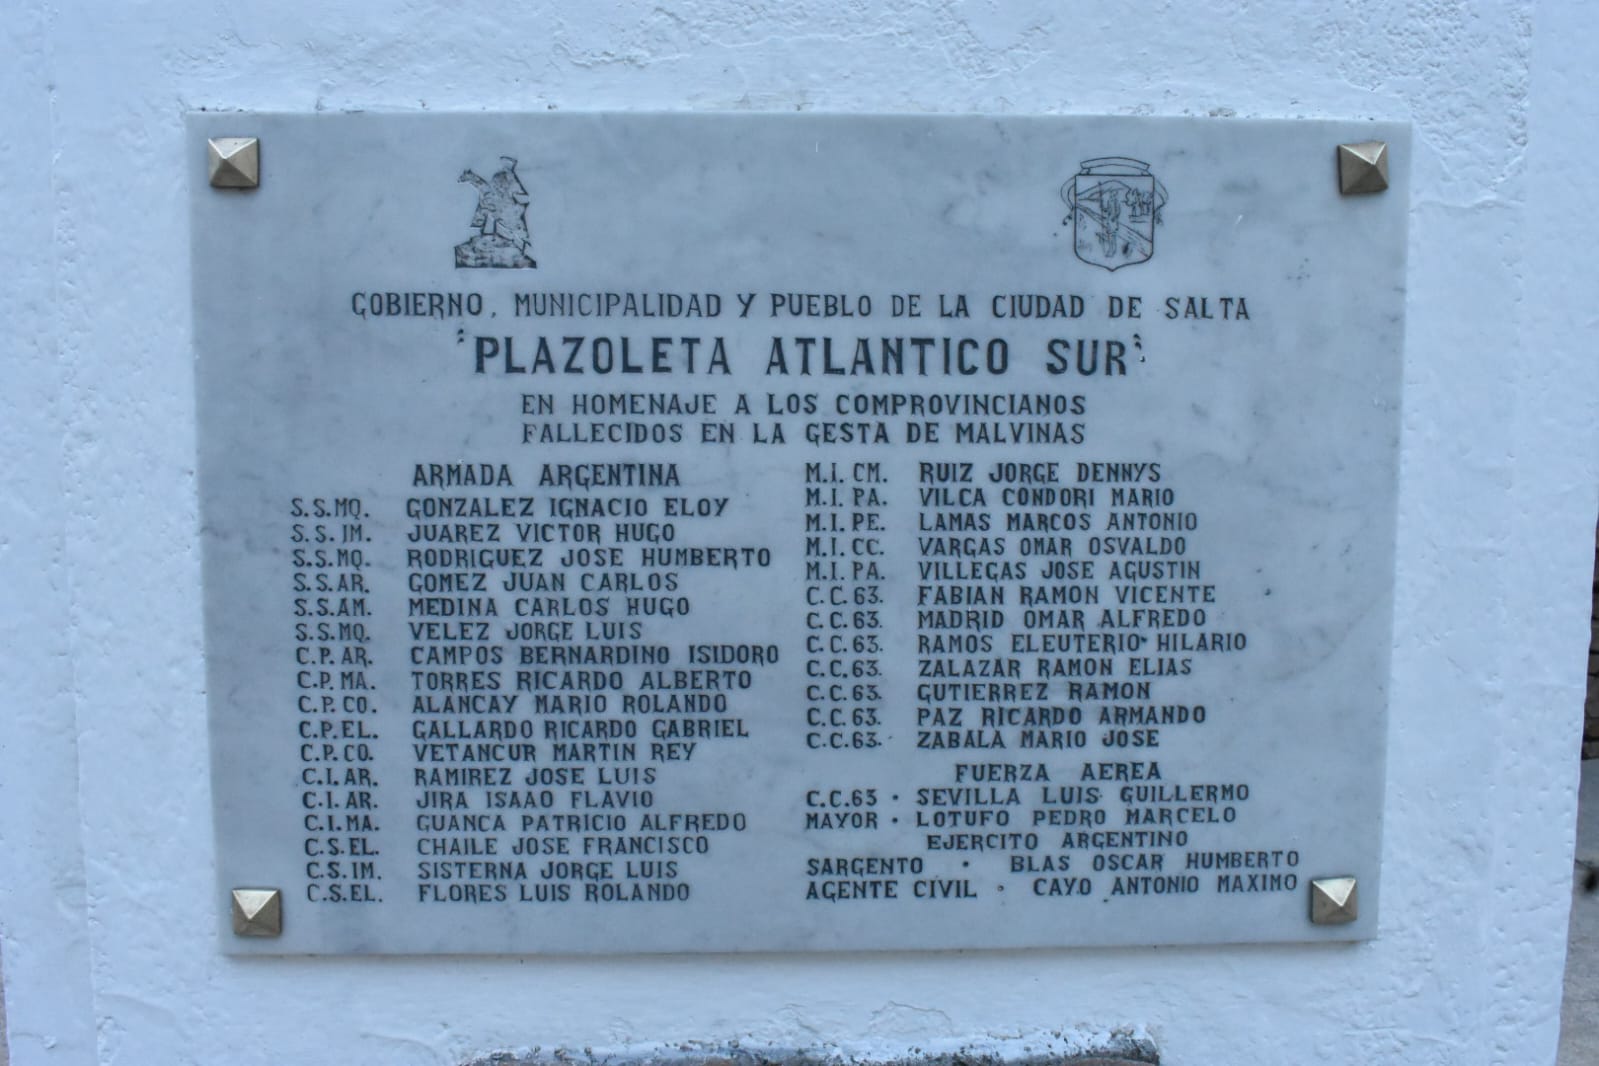 GOBIERNO, MUNICIPALIDAD Y PUEBLO DE LA CIUDAD DE SALTA
"PLAZOLETA ATLANTICO SUR"
EN HOMENAJE A LOS COMPROVINCIANOS
FALLECIDOS EN LA GESTA DE MALVINAS
ARMADA ARGENTINA
S.S.MQ. GONZALEZ IGNACIO ELOY
S.S.IM. JUAREZ VICTOR HUGO
S.S.MQ. RODRIGUEZ JOSE HUMBERTO
S.S.AR. GOMEZ JUAN CARLOS
S.S.AM. MEDINA CARLOS HUGO
S.S.MQ. VELEZ JORGE LUIS
C.P.AR. CAMPOS BERNARDINO ISIDORO
C.P.MA. TORRES RICARDO ALBERTO
C.P.CO. ALANCAY MARIO ROLANDO
C.P.EL. GALLARDO RICARDO GABRIEL
C.P.CO. VETANCUR MARTIN REY
C.I.AR. RAMIREZ JOSE LUIS
C.I.AR. JIRA ISAAO FLAVIO
C.I.MA. GUANCA PATRICIO ALFREDO
C.S.EL. CHAILE JOSE FRANCISCO
C.S.IM. SISTERNA JORGE LUIS
C.S.EL. FLORES LUIS ROLANDO
M.I.CM. RUIZ JORGE DENNYS
M.I.PA. VILCA CONDORI MARIO
M.I.PE. LAMAS MARCOS ANTONIO
M.I.CC. VARGAS OMAR OSVALDO
M.I.PA. VILLEGAS JOSE AGUSTIN
C.C.63. FABIAN RAMON VICENTE
C.C.63. MADRID OMAR ALFREDO
C.C.63. RAMOS ELEUTERIO HILARIO
C.C.63. ZALAZAR RAMON ELIAS
C.C.63. GUTIERREZ RAMON
C.C.63. PAZ RICARDO ARMANDO
C.C.63. ZABALA MARIO JOSE
FUERZA AEREA
C.C.63 · SEVILLA LUIS GUILLERMO
MAYOR · LOTUFO PEDRO MARCELO
EJERCITO ARGENTINO
SARGENTO · BLAS OSCAR HUMBERTO
AGENTE CIVIL · CAYO ANTONIO MAXIMO